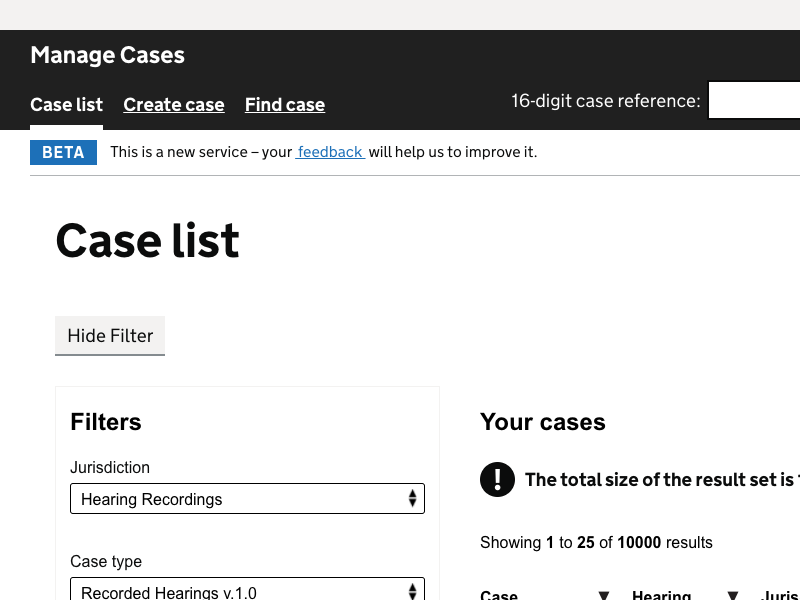 Manage Cases
Case list Create case Find case
16-digit case reference:
BETA This is a new service – your feedback will help us to improve it.
Case list
Hide Filter
Filters
Jurisdiction
Hearing Recordings
Case type
Recorded Hearings v.1.0
Your cases
! The total size of the result set is
Showing 1 to 25 of 10000 results
Case ▼ Hearing ▼